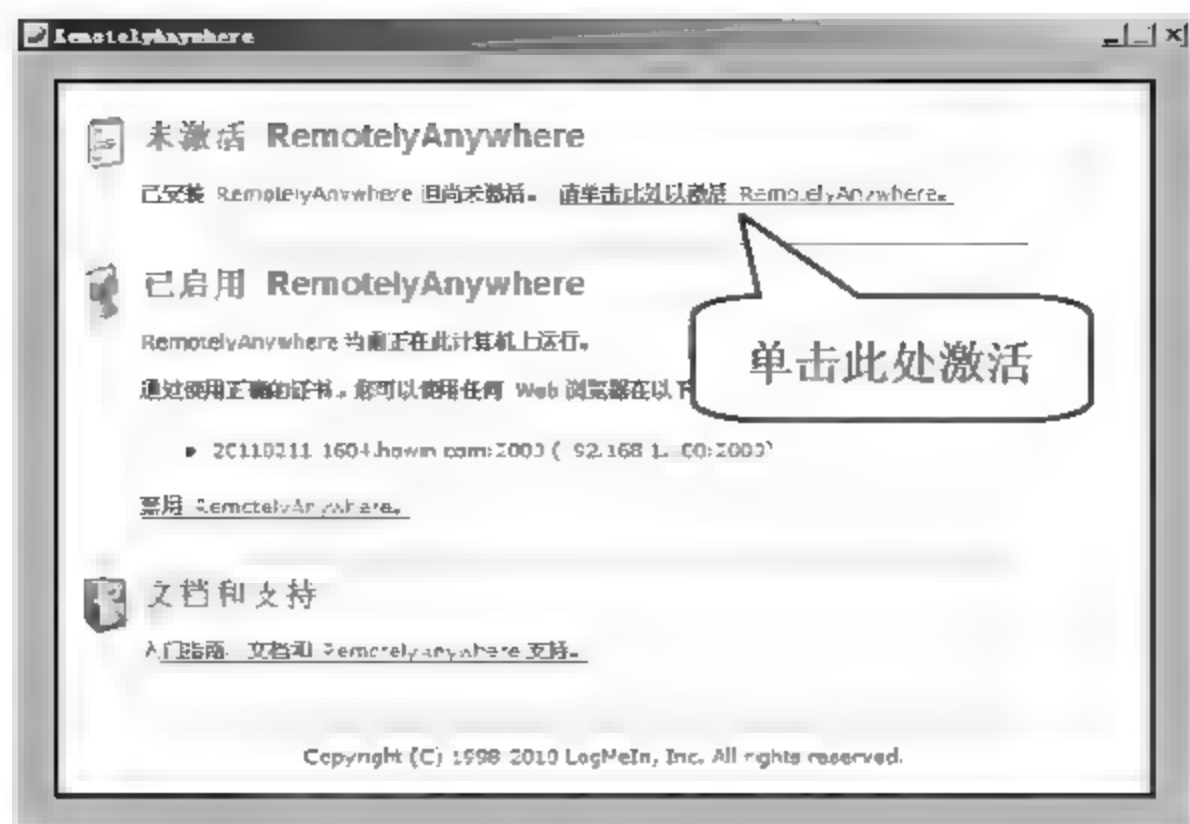 RemotelyAnywhere
未激活 RemotelyAnywhere
已安装 RemotelyAnywhere 但尚未激活。 请单击此处以激活 RemotelyAnywhere。
已启用 RemotelyAnywhere
RemotelyAnywhere 当前正在此计算机上运行。
单击此处激活
通过使用正确的证书，您可以使用任何 Web 浏览器在以下
禁用 RemotelyAnywhere。
文档和支持
入门指南、文档和 RemotelyAnywhere 支持。
Copyright (C) 1998-2010 LogMeIn, Inc. All rights reserved.